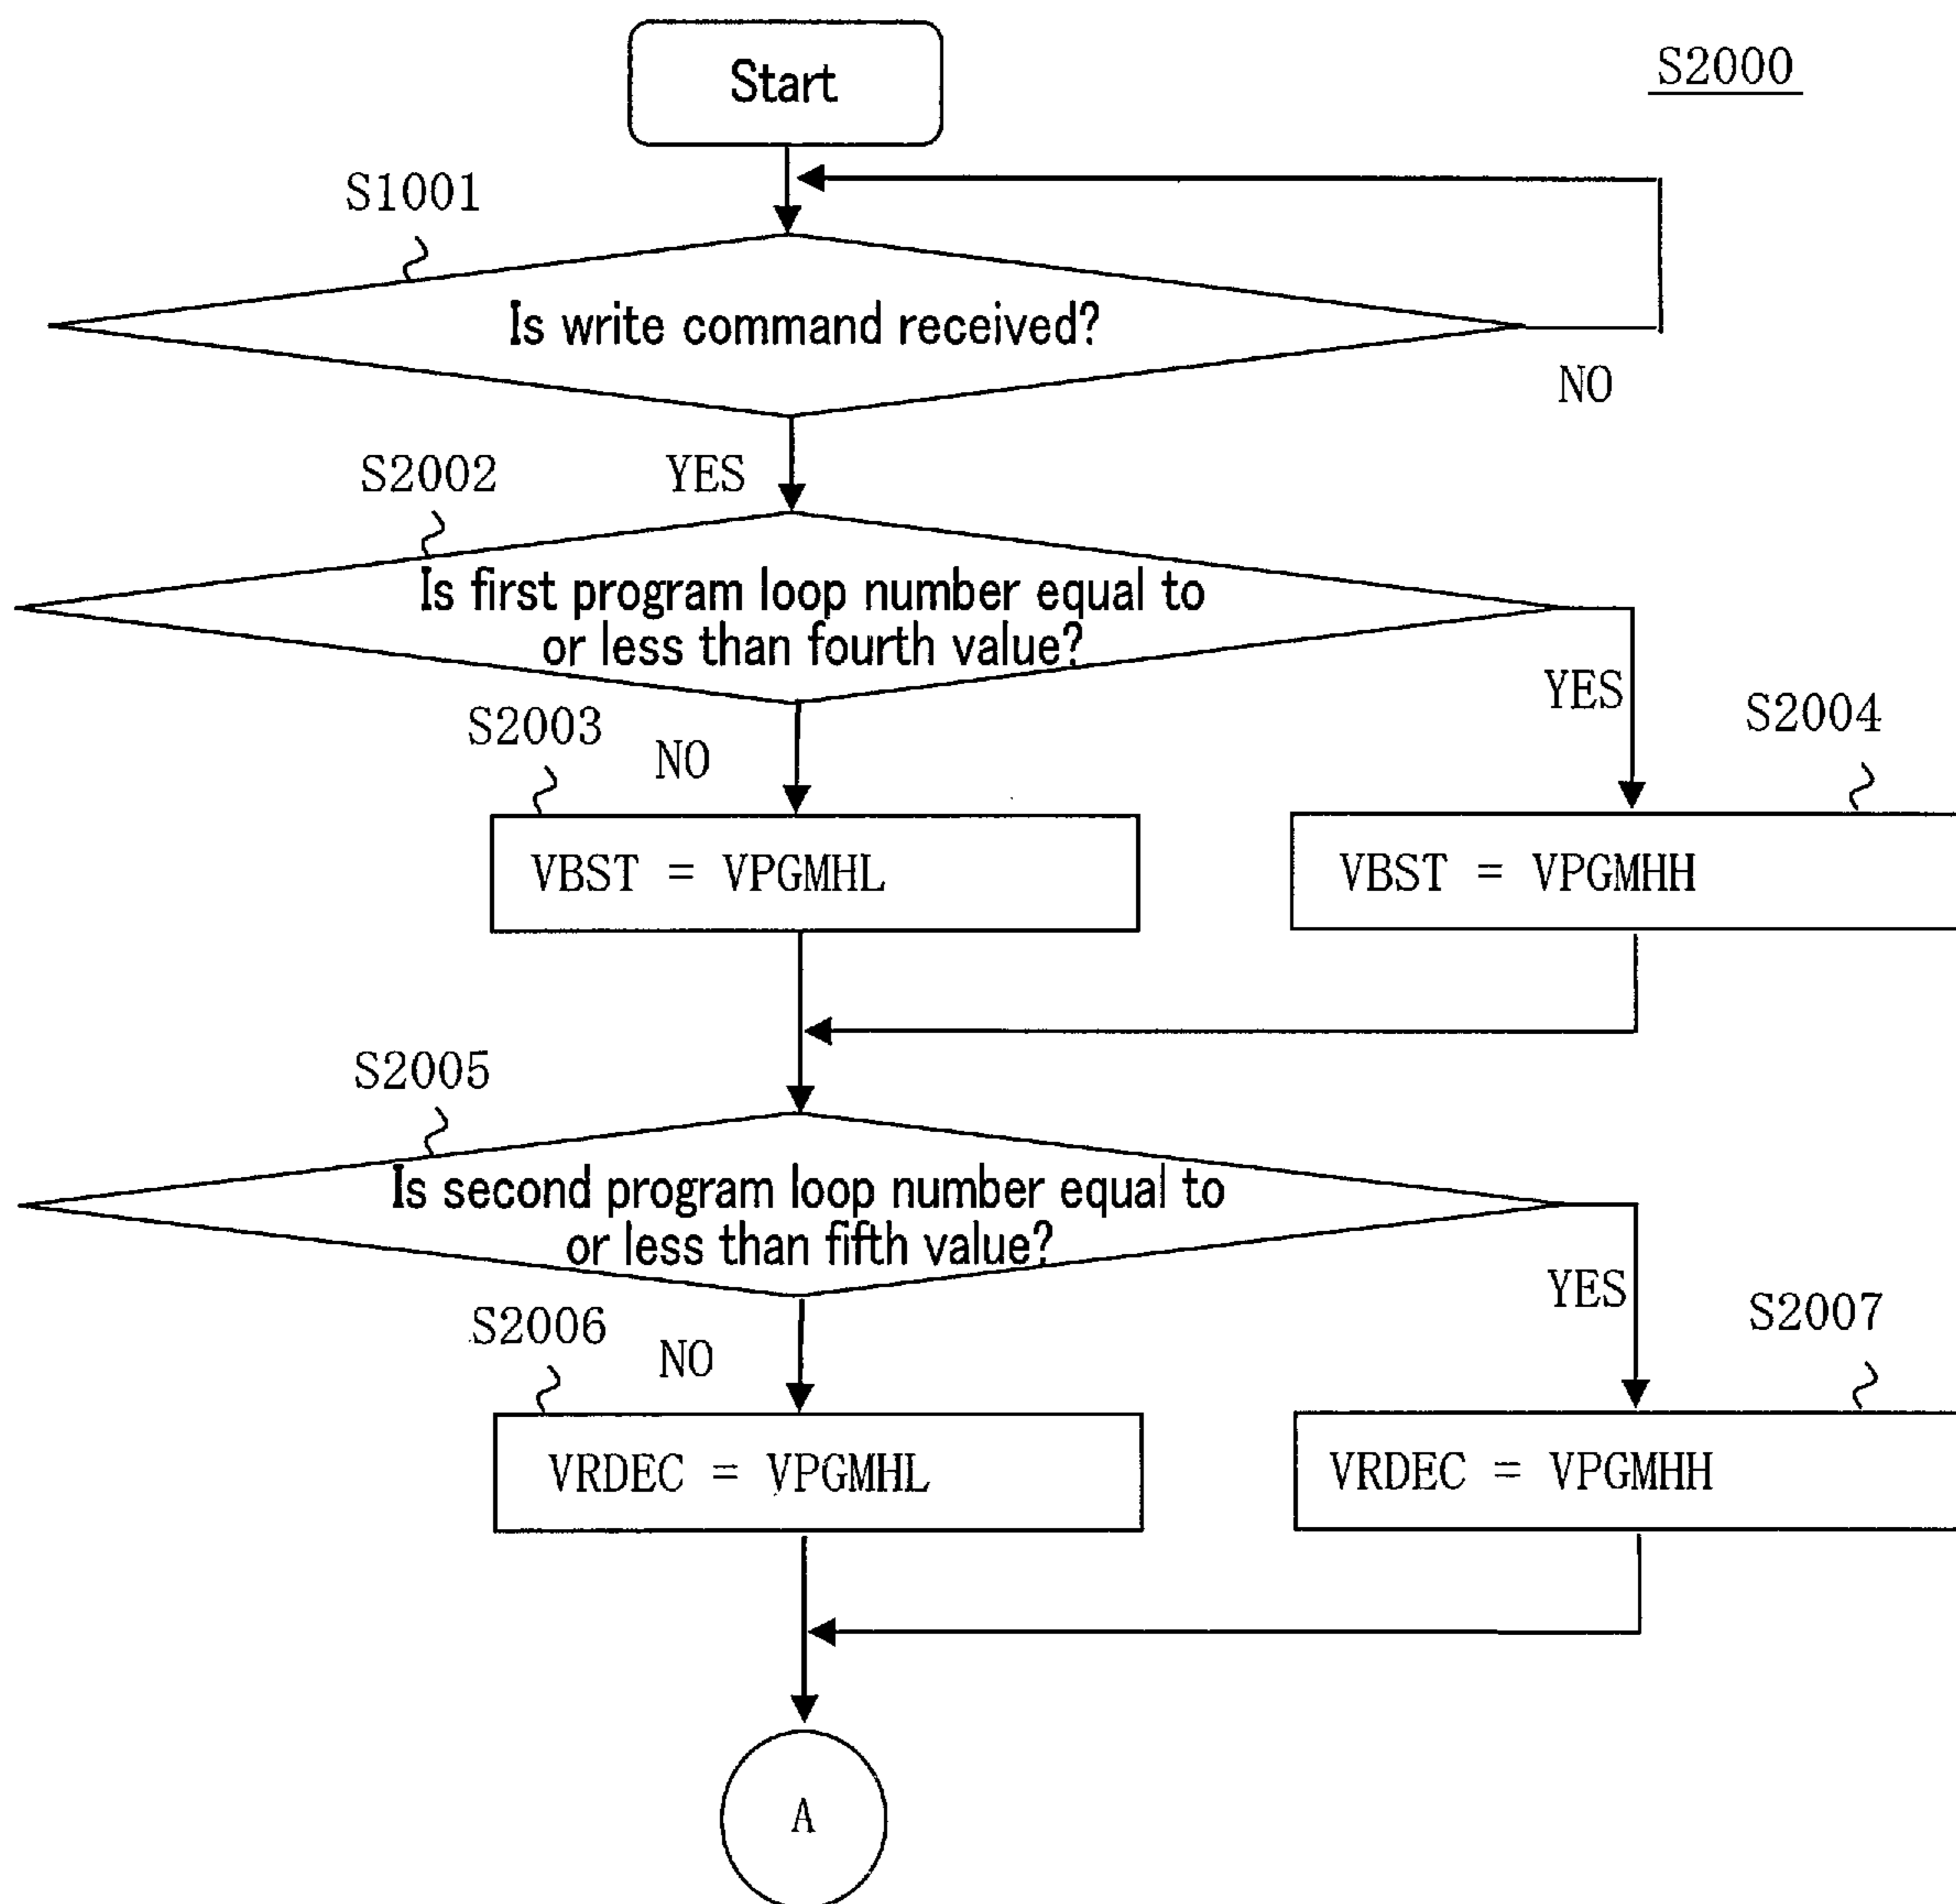 Start
S2000
S1001
Is write command received?
NO
S2002
YES
Is first program loop number equal to
or less than fourth value?
YES
S2003
NO
S2004
VBST = VPGMHL
VBST = VPGMHH
S2005
Is second program loop number equal to
or less than fifth value?
YES
S2006
NO
S2007
VRDEC = VPGMHL
VRDEC = VPGMHH
A